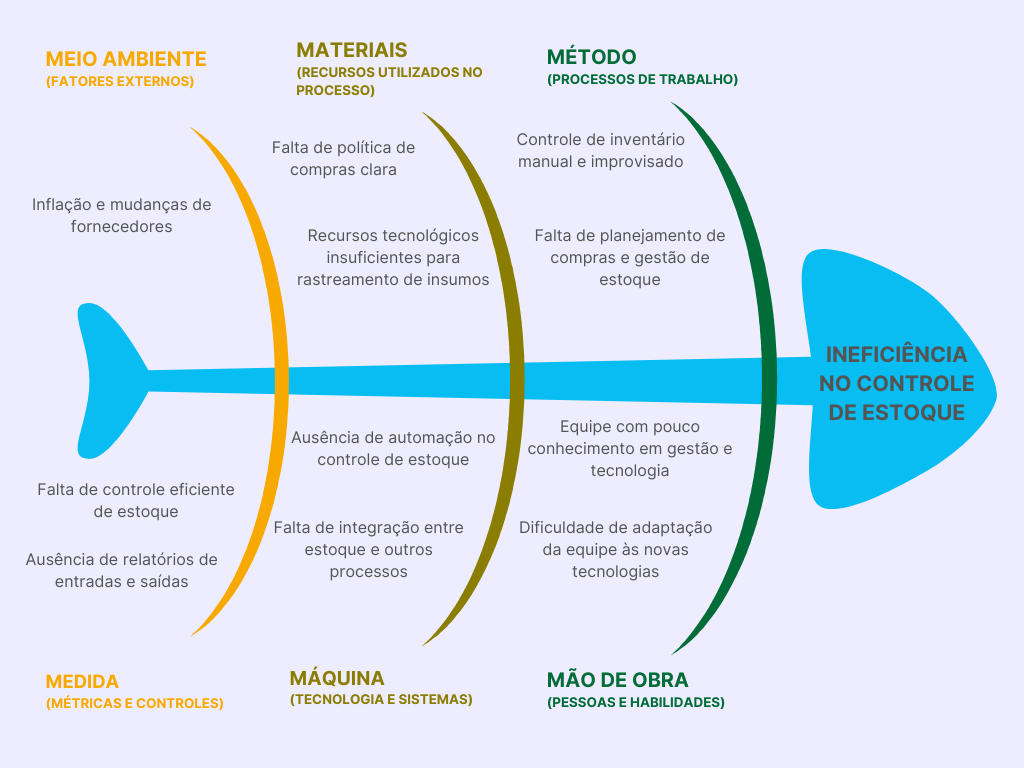 MEIO AMBIENTE
(FATORES EXTERNOS)
Inflação e mudanças de
fornecedores
MATERIAIS
(RECURSOS UTILIZADOS NO
PROCESSO)
Falta de política de
compras clara
Recursos tecnológicos
insuficientes para
rastreamento de insumos
MÉTODO
(PROCESSOS DE TRABALHO)
Controle de inventário
manual e improvisado
Falta de planejamento de
compras e gestão de
estoque
INEFICIÊNCIA
NO CONTROLE
DE ESTOQUE
Falta de controle eficiente
de estoque
Ausência de relatórios de
entradas e saídas
MEDIDA
(MÉTRICAS E CONTROLES)
Ausência de automação no
controle de estoque
Falta de integração entre
estoque e outros
processos
MÁQUINA
(TECNOLOGIA E SISTEMAS)
Equipe com pouco
conhecimento em gestão e
tecnologia
Dificuldade de adaptação
da equipe às novas
tecnologias
MÃO DE OBRA
(PESSOAS E HABILIDADES)